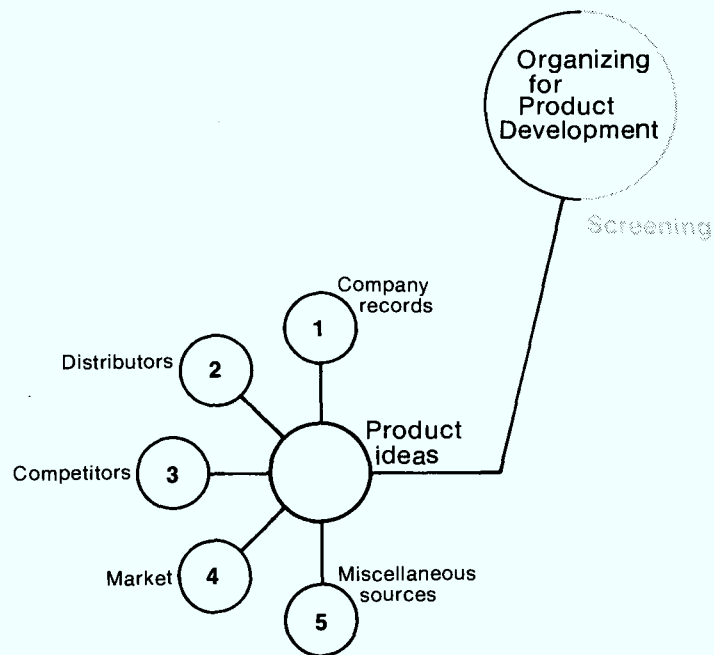 Organizing
for
Product
Development
Screening
Company
records
1
Distributors
2
Product
ideas
Competitors
3
Market
4
Miscellaneous
sources
5